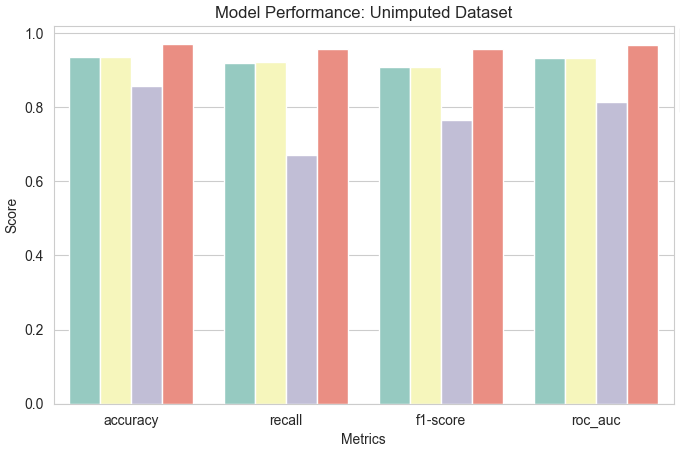 Model Performance: Unimputed Dataset
1.0
0.8
0.6
0.4
0.2
0.0
Score
accuracy recall f1-score roc_auc
Metrics